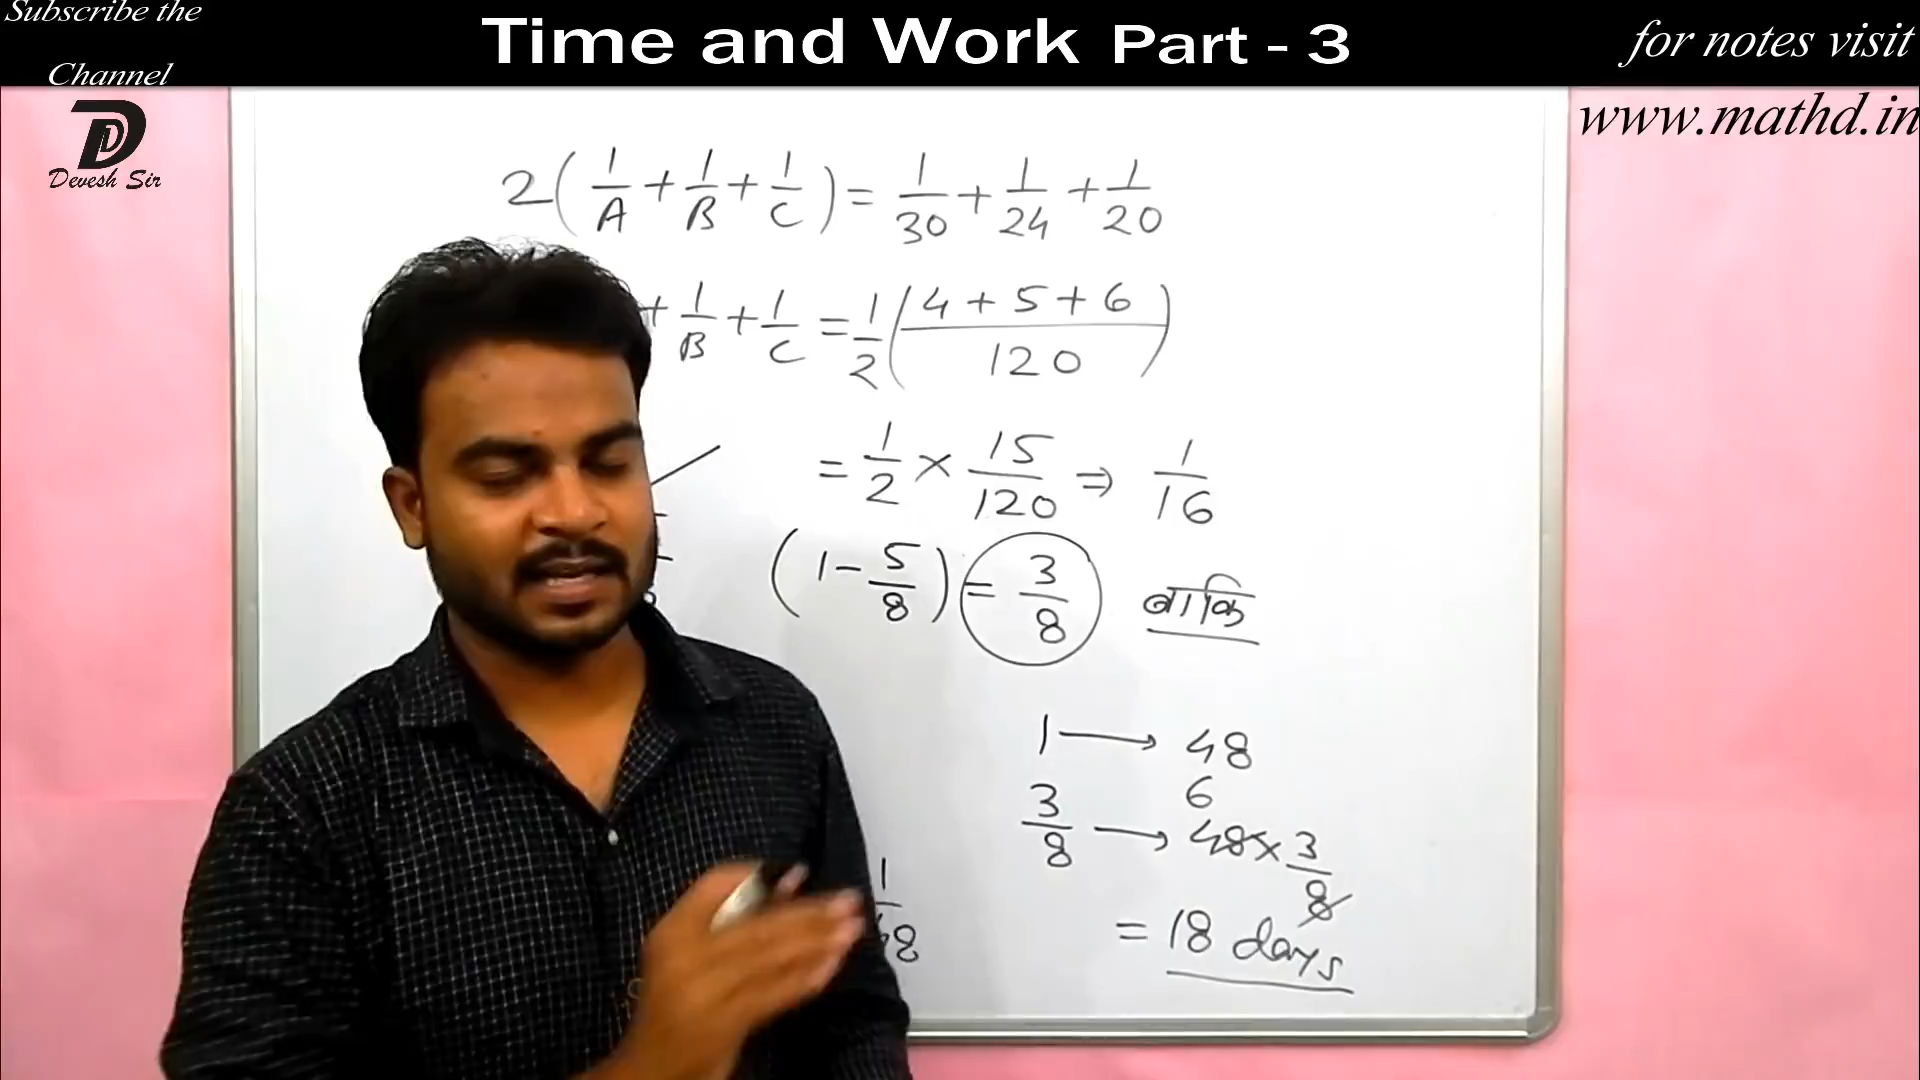 Subscribe the
Channel
Time and Work Part - 3
for notes visit
www.mathd.in
D
Devesh Sir
2(1/A + 1/B + 1/C) = 1/30 + 1/24 + 1/20
+ 1/B + 1/C = 1/2 (4 + 5 + 6 / 120)
= 1/2 × 15/120 ⇒ 1/16
(1 - 5/8) = 3/8 बाकि
1 → 48
6
3/8 → 48 × 3/8
= 18 days